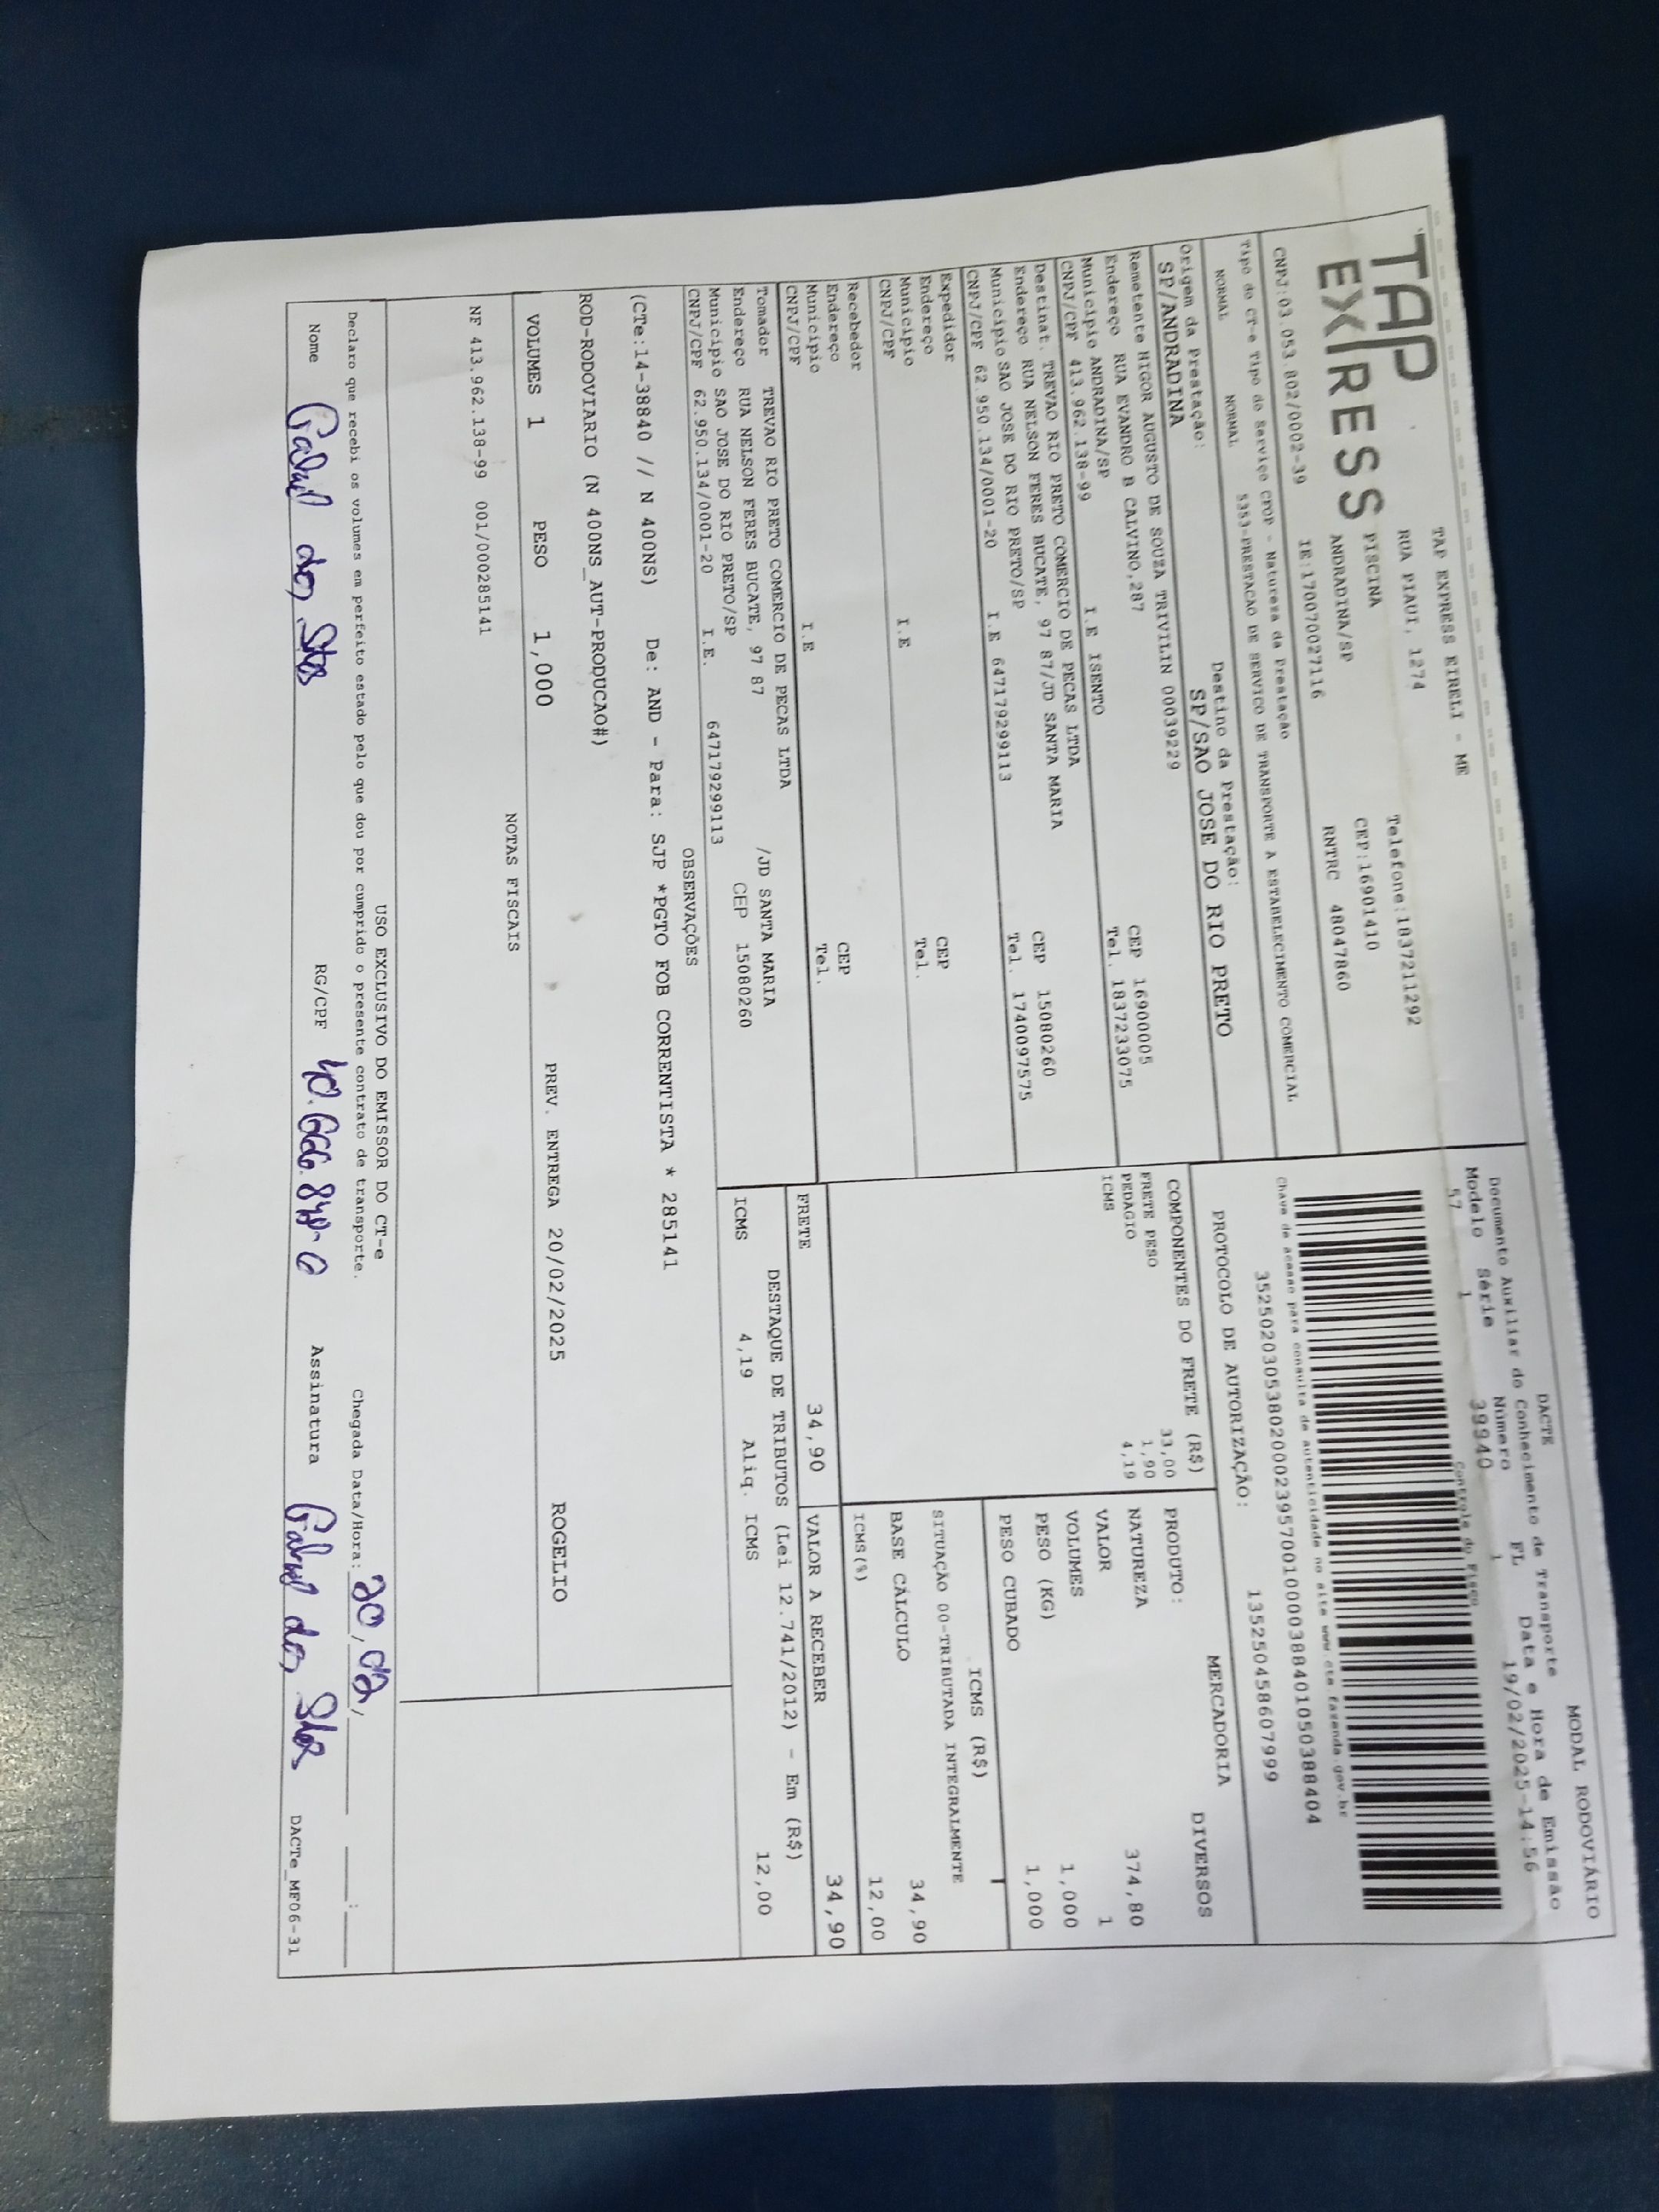 TAP EXPRESS
TAP EXPRESS EIRELI - ME
RUA PIAUI, 1274 Telefone:1837211292
PISCINA CEP:16901410
ANDRADINA/SP RNTRC 48047860
CNPJ:03.053.802/0002-39 IE:170070027116
Tipo do CT-e Tipo do Serviço CFOP - Natureza da Prestação
NORMAL NORMAL 5353-PRESTACAO DE SERVICO DE TRANSPORTE A ESTABELECIMENTO COMERCIAL
Origem da Prestação: Destino da Prestação:
SP/ANDRADINA SP/SAO JOSE DO RIO PRETO
MODAL RODOVIÁRIO
DACTE
Documento Auxiliar do Conhecimento de Transporte
Modelo Série Número FL Data e Hora de Emissão
57 1 39940 1 19/02/2025-14:56
Controle do Fisco
Chave de acesso para consulta de autenticidade no site www.cte.fazenda.gov.br
35250203053802000239570010000388401050388404
PROTOCOLO DE AUTORIZAÇÃO: 135250458607999
Remetente HIGOR AUGUSTO DE SOUZA TRIVILIN 00039229
Endereço RUA EVANDRO B CALVINO,287 CEP 16900005
Município ANDRADINA/SP Tel. 1837233075
CNPJ/CPF 413.962.138-99 I.E ISENTO
Destinat. TREVAO RIO PRETO COMERCIO DE PECAS LTDA
Endereço RUA NELSON FERES BUCATE, 97 87/JD SANTA MARIA CEP 15080260
Município SAO JOSE DO RIO PRETO/SP Tel. 1740097575
CNPJ/CPF 62.950.134/0001-20 I.E 647179299113
Expedidor
Endereço CEP
Município Tel.
CNPJ/CPF I.E
Recebedor
Endereço CEP
Município Tel.
CNPJ/CPF I.E
Tomador TREVAO RIO PRETO COMERCIO DE PECAS LTDA
Endereço RUA NELSON FERES BUCATE, 97 87 /JD SANTA MARIA
Município SAO JOSE DO RIO PRETO/SP CEP 15080260
CNPJ/CPF 62.950.134/0001-20 I.E. 647179299113
COMPONENTES DO FRETE (R$)
FRETE PESO 33,00
PEDAGIO 1,90
ICMS 4,19
MERCADORIA
PRODUTO: DIVERSOS
NATUREZA
VALOR 374,80
VOLUMES 1
PESO (KG) 1,000
PESO CUBADO 1,000
ICMS (R$)
SITUAÇÃO 00-TRIBUTADA INTEGRALMENTE
BASE CÁLCULO 34,90
ICMS(%) 12,00
FRETE 34,90 VALOR A RECEBER 34,90
DESTAQUE DE TRIBUTOS (Lei 12.741/2012) - Em (R$)
ICMS 4,19 Aliq. ICMS 12,00
OBSERVAÇÕES
(CTe:14-38840 // N 400NS) De: AND - Para: SJP *PGTO FOB CORRENTISTA * 285141
ROD-RODOVIARIO (N 400NS_AUT-PRODUCAO#)
VOLUMES 1 PESO 1,000 PREV. ENTREGA 20/02/2025 ROGELIO
NOTAS FISCAIS
NF 413.962.138-99 001/000285141
USO EXCLUSIVO DO EMISSOR DO CT-e
Declaro que recebi os volumes em perfeito estado pelo que dou por cumprido o presente contrato de transporte. Chegada Data/Hora: 20/02/ :
Nome Gabriel dos Stos RG/CPF Assinatura Gabriel dos Stos DACTe_MF06-31